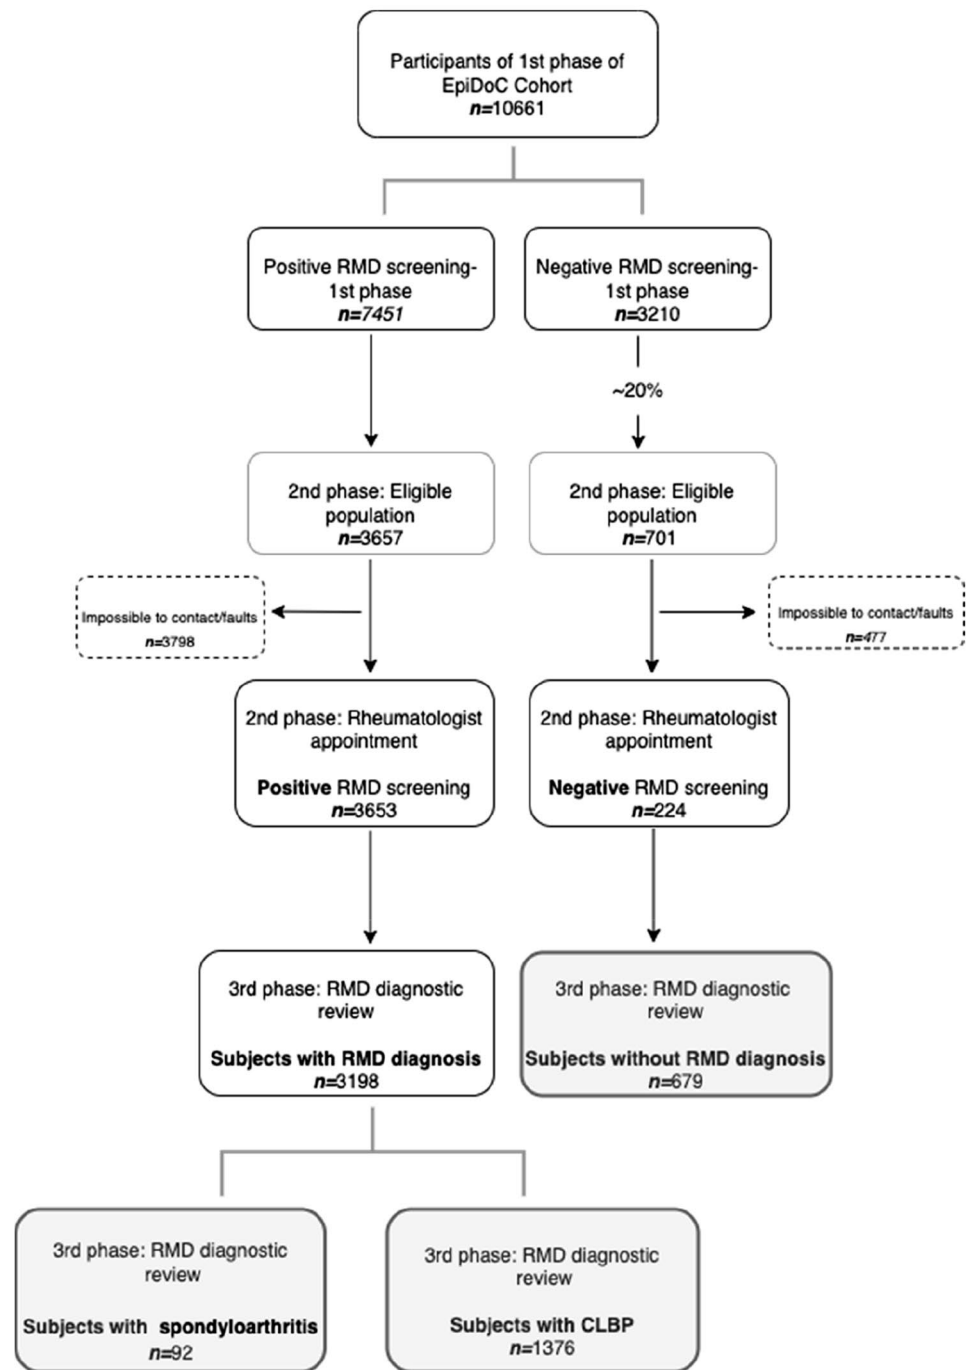 Participants of 1st phase of
EpiDoC Cohort
n=10661
Positive RMD screening-
1st phase
n=7451
Negative RMD screening-
1st phase
n=3210
~20%
2nd phase: Eligible
population
n=3657
2nd phase: Eligible
population
n=701
Impossible to contact/faults
n=3798
Impossible to contact/faults
n=477
2nd phase: Rheumatologist
appointment
Positive RMD screening
n=3653
2nd phase: Rheumatologist
appointment
Negative RMD screening
n=224
3rd phase: RMD diagnostic
review
Subjects with RMD diagnosis
n=3198
3rd phase: RMD diagnostic
review
Subjects without RMD diagnosis
n=679
3rd phase: RMD diagnostic
review
Subjects with spondyloarthritis
n=92
3rd phase: RMD diagnostic
review
Subjects with CLBP
n=1376